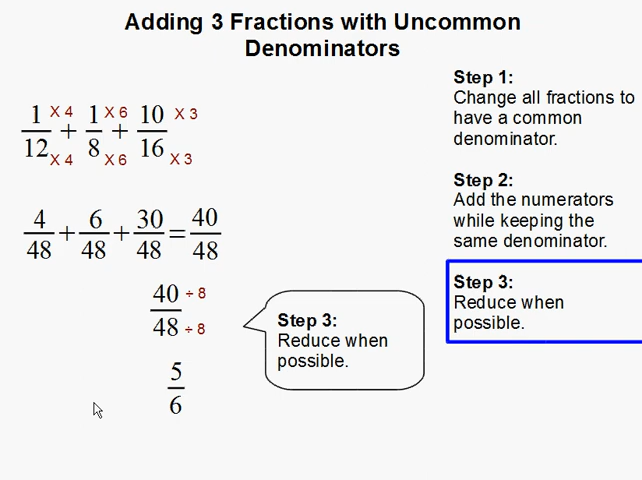 Adding 3 Fractions with Uncommon
Denominators
1/12 X 4 X 4 + 1/8 X 6 X 6 + 10/16 X 3 X 3
4/48 + 6/48 + 30/48 = 40/48
40/48 ÷ 8 ÷ 8
5/6
Step 3:
Reduce when
possible.
Step 1:
Change all fractions to
have a common
denominator.
Step 2:
Add the numerators
while keeping the
same denominator.
Step 3:
Reduce when
possible.